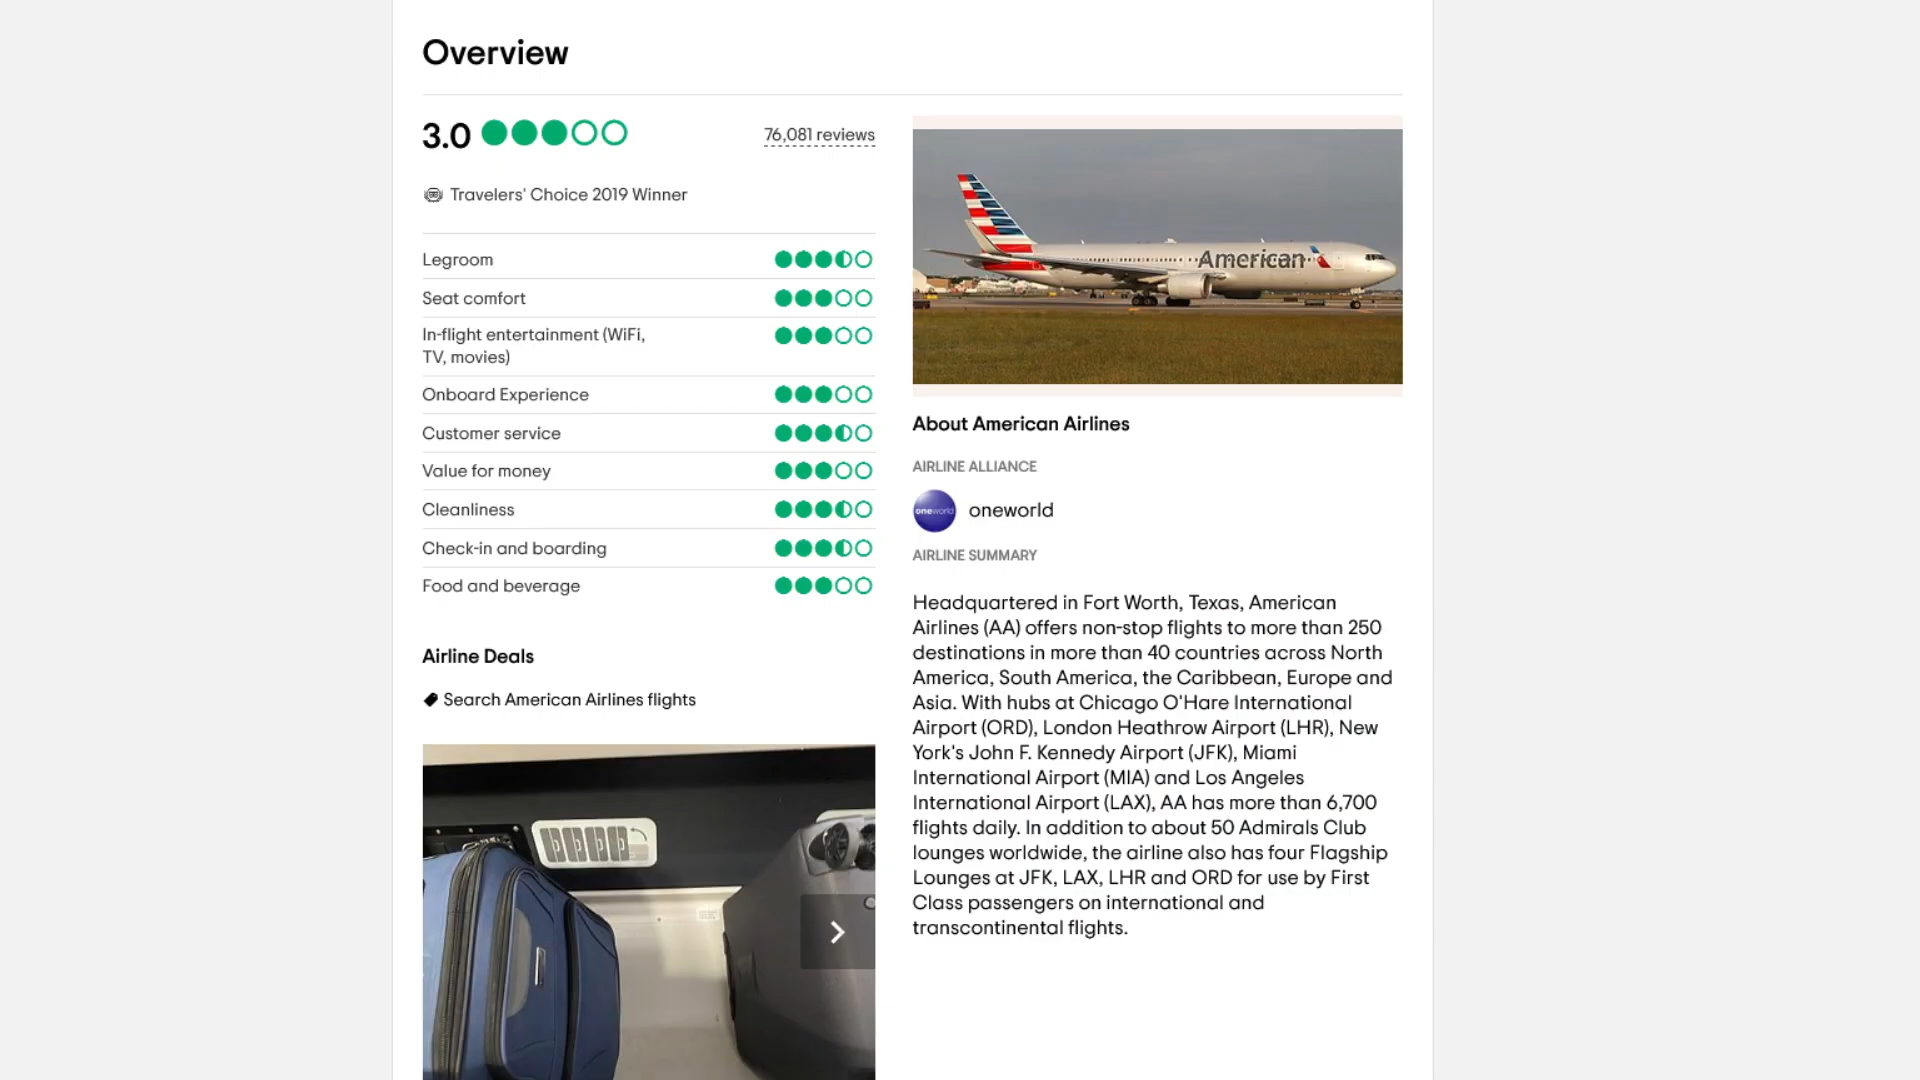 Overview
3.0
76,081 reviews
Travelers' Choice 2019 Winner
Legroom
Seat comfort
In-flight entertainment (WiFi,
TV, movies)
Onboard Experience
Customer service
Value for money
Cleanliness
Check-in and boarding
Food and beverage
Airline Deals
Search American Airlines flights
American
About American Airlines
AIRLINE ALLIANCE
oneworld
oneworld
AIRLINE SUMMARY
Headquartered in Fort Worth, Texas, American
Airlines (AA) offers non-stop flights to more than 250
destinations in more than 40 countries across North
America, South America, the Caribbean, Europe and
Asia. With hubs at Chicago O'Hare International
Airport (ORD), London Heathrow Airport (LHR), New
York's John F. Kennedy Airport (JFK), Miami
International Airport (MIA) and Los Angeles
International Airport (LAX), AA has more than 6,700
flights daily. In addition to about 50 Admirals Club
lounges worldwide, the airline also has four Flagship
Lounges at JFK, LAX, LHR and ORD for use by First
Class passengers on international and
transcontinental flights.